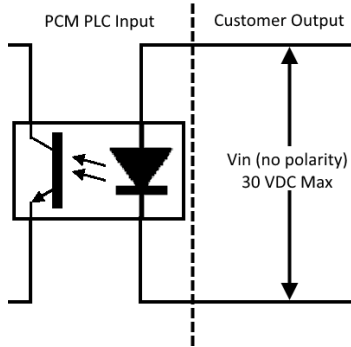 PCM PLC Input
Customer Output
Vin (no polarity)
30 VDC Max